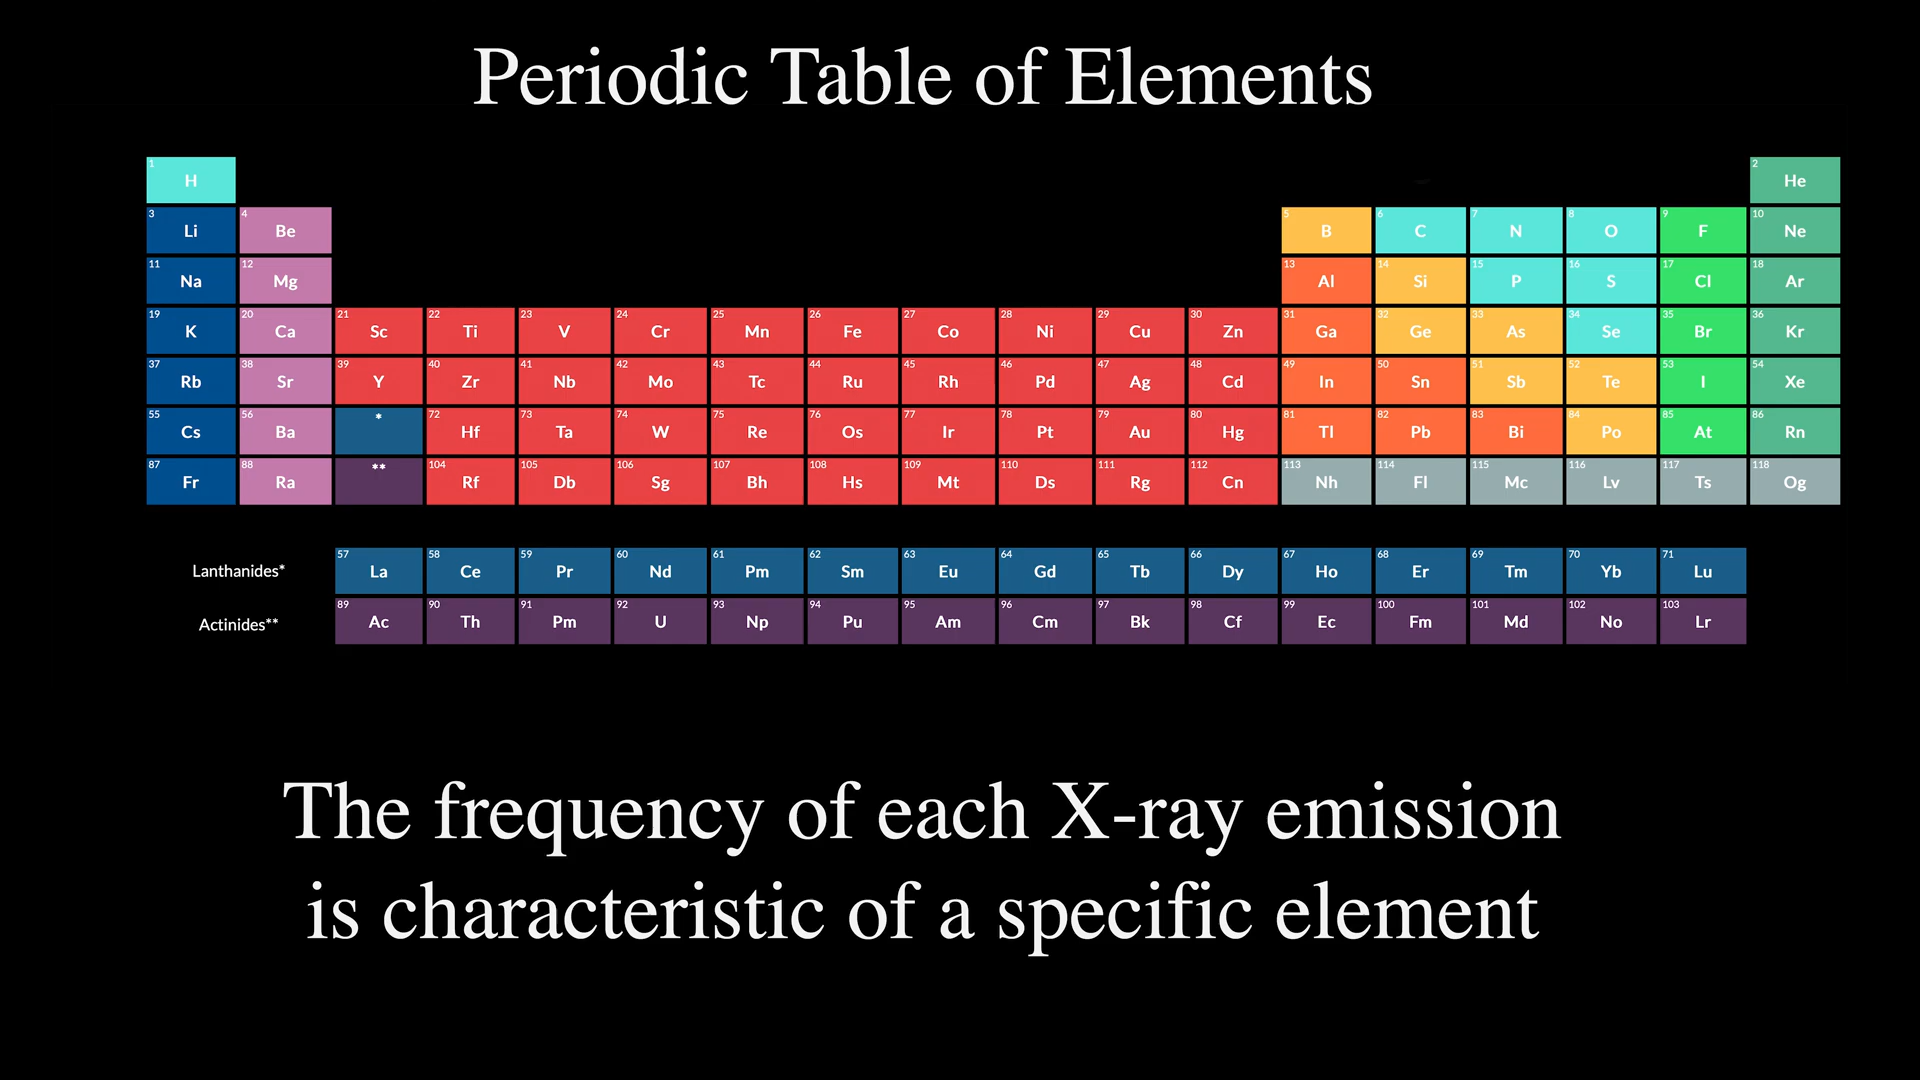 Periodic Table of Elements
1 H 2 He
3 Li 4 Be 5 B 6 C 7 N 8 O 9 F 10 Ne
11 Na 12 Mg 13 Al 14 Si 15 P 16 S 17 Cl 18 Ar
19 K 20 Ca 21 Sc 22 Ti 23 V 24 Cr 25 Mn 26 Fe 27 Co 28 Ni 29 Cu 30 Zn 31 Ga 32 Ge 33 As 34 Se 35 Br 36 Kr
37 Rb 38 Sr 39 Y 40 Zr 41 Nb 42 Mo 43 Tc 44 Ru 45 Rh 46 Pd 47 Ag 48 Cd 49 In 50 Sn 51 Sb 52 Te 53 I 54 Xe
55 Cs 56 Ba * 72 Hf 73 Ta 74 W 75 Re 76 Os 77 Ir 78 Pt 79 Au 80 Hg 81 Tl 82 Pb 83 Bi 84 Po 85 At 86 Rn
87 Fr 88 Ra ** 104 Rf 105 Db 106 Sg 107 Bh 108 Hs 109 Mt 110 Ds 111 Rg 112 Cn 113 Nh 114 Fl 115 Mc 116 Lv 117 Ts 118 Og
Lanthanides* 57 La 58 Ce 59 Pr 60 Nd 61 Pm 62 Sm 63 Eu 64 Gd 65 Tb 66 Dy 67 Ho 68 Er 69 Tm 70 Yb 71 Lu
Actinides** 89 Ac 90 Th 91 Pm 92 U 93 Np 94 Pu 95 Am 96 Cm 97 Bk 98 Cf 99 Ec 100 Fm 101 Md 102 No 103 Lr
The frequency of each X-ray emission
is characteristic of a specific element